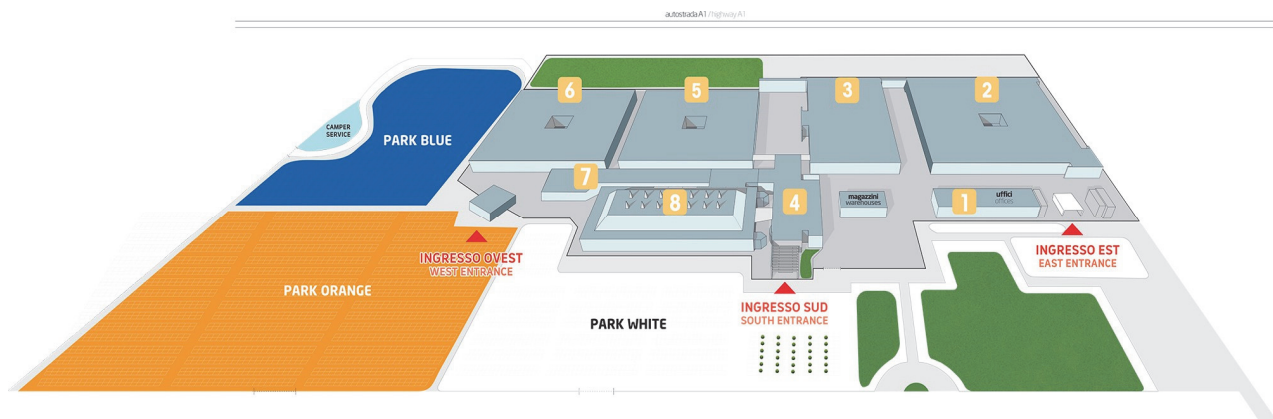 autostrada A1 / highway A1
6
5
3
2
CAMPER
SERVICE
PARK BLUE
7
8
4
magazzini
warehouses
1
uffici
offices
INGRESSO OVEST
WEST ENTRANCE
INGRESSO EST
EAST ENTRANCE
PARK ORANGE
INGRESSO SUD
SOUTH ENTRANCE
PARK WHITE